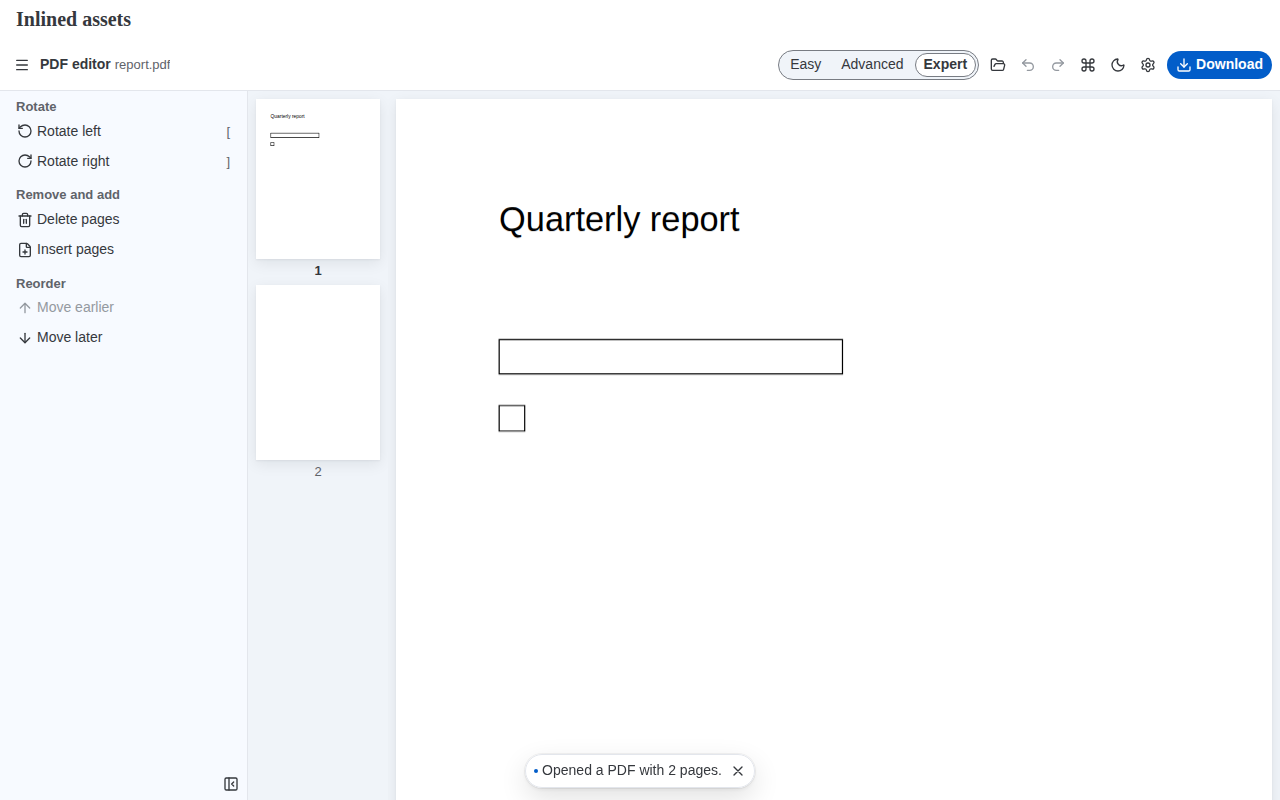 Inlined assets
PDF editor report.pdf
Easy Advanced Expert
Download
Rotate
Rotate left [
Rotate right ]
Remove and add
Delete pages
Insert pages
Reorder
Move earlier
Move later
Quarterly report
1
2
Quarterly report
Opened a PDF with 2 pages.